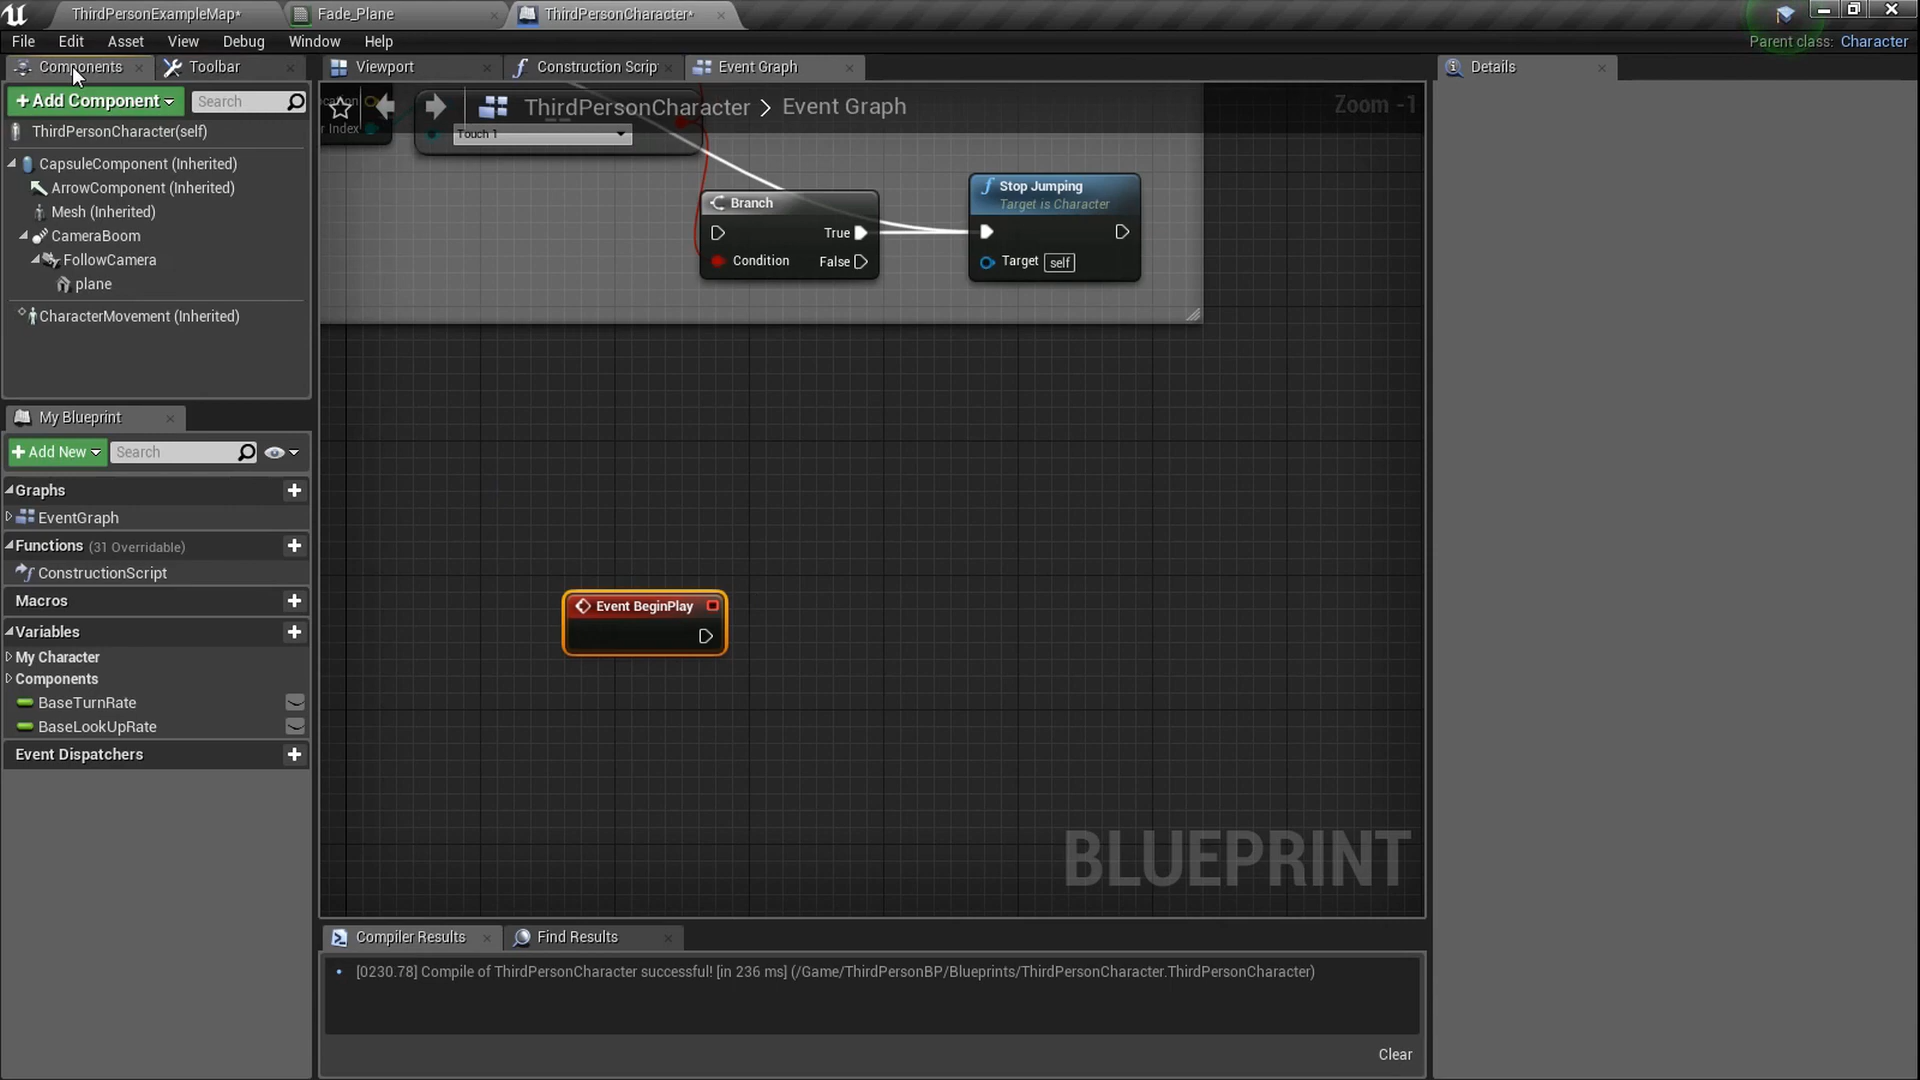 ThirdPersonExampleMap*
Fade_Plane
ThirdPersonCharacter*
File
Edit
Asset
View
Debug
Window
Help
Parent class: Character
Components
Toolbar
Viewport
Construction Scrip
Event Graph
Details
+ Add Component
Search
ThirdPersonCharacter > Event Graph
Zoom -1
ThirdPersonCharacter(self)
r Index
Touch 1
CapsuleComponent (Inherited)
ArrowComponent (Inherited)
Mesh (Inherited)
CameraBoom
FollowCamera
plane
CharacterMovement (Inherited)
Branch
True
Condition
False
Stop Jumping
Target is Character
Target
self
My Blueprint
+ Add New
Search
Graphs
EventGraph
Functions (31 Overridable)
ConstructionScript
Macros
Variables
My Character
Components
BaseTurnRate
BaseLookUpRate
Event Dispatchers
Event BeginPlay
BLUEPRINT
Compiler Results
Find Results
[0230.78] Compile of ThirdPersonCharacter successful! [in 236 ms] (/Game/ThirdPersonBP/Blueprints/ThirdPersonCharacter.ThirdPersonCharacter)
Clear